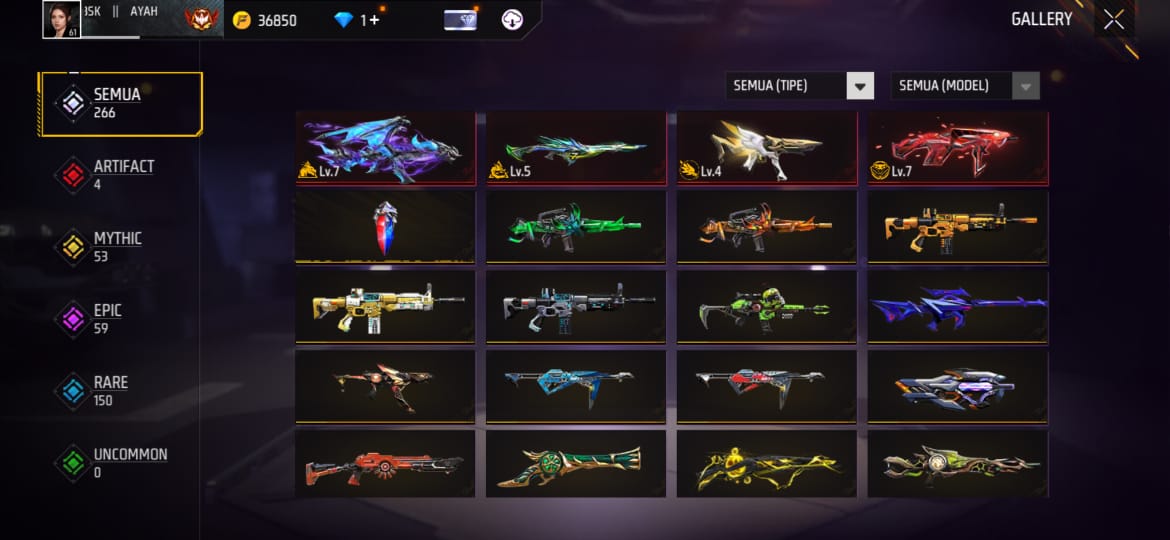 35K || AYAH
61
36850
1+
GALLERY
SEMUA
266
SEMUA (TIPE)
SEMUA (MODEL)
ARTIFACT
4
MYTHIC
53
EPIC
59
RARE
150
UNCOMMON
0
Lv.7
Lv.5
Lv.4
Lv.7